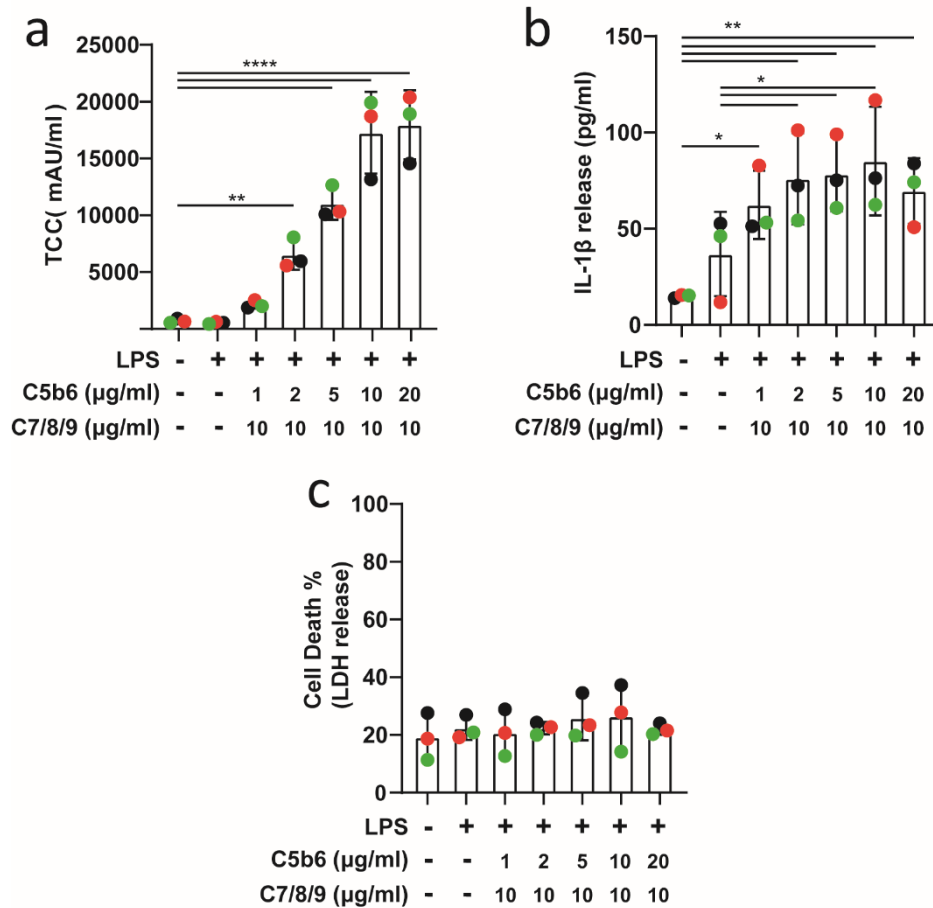 a
TCC( mAU/ml )
25000
20000
15000
10000
5000
****
**
LPS - + + + + + +
C5b6 (µg/ml) - - 1 2 5 10 20
C7/8/9 (µg/ml) - - 10 10 10 10 10
b
IL-1β release (pg/ml)
150
100
50
0
**
*
*
LPS - + + + + + +
C5b6 (µg/ml) - - 1 2 5 10 20
C7/8/9 (µg/ml) - - 10 10 10 10 10
c
Cell Death %
(LDH release)
100
80
60
40
20
0
LPS - + + + + + +
C5b6 (µg/ml) - - 1 2 5 10 20
C7/8/9 (µg/ml) - - 10 10 10 10 10